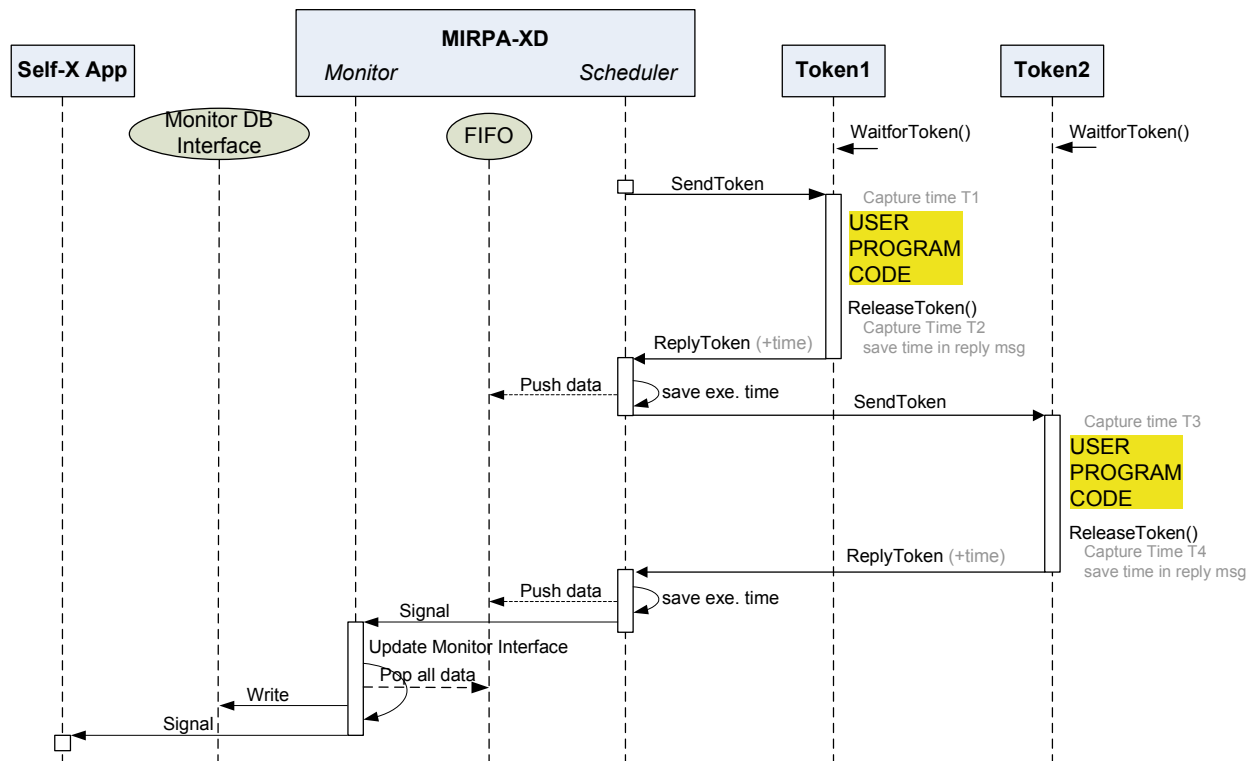 MIRPA-XD
Self-X App
Monitor
Scheduler
Token1
Token2
Monitor DB
Interface
FIFO
WaitforToken()
WaitforToken()
SendToken
Capture time T1
USER
PROGRAM
CODE
ReleaseToken()
Capture Time T2
save time in reply msg
ReplyToken (+time)
Push data
save exe. time
SendToken
Capture time T3
USER
PROGRAM
CODE
ReleaseToken()
Capture Time T4
save time in reply msg
ReplyToken (+time)
Push data
save exe. time
Signal
Update Monitor Interface
Pop all data
Write
Signal